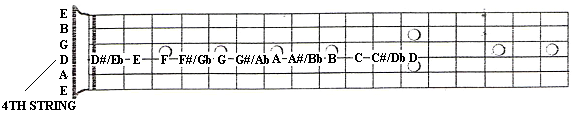 E
B
G
D D#/Eb E F F#/Gb G G#/Ab A A#/Bb B C C#/Db D
A
E
4TH STRING